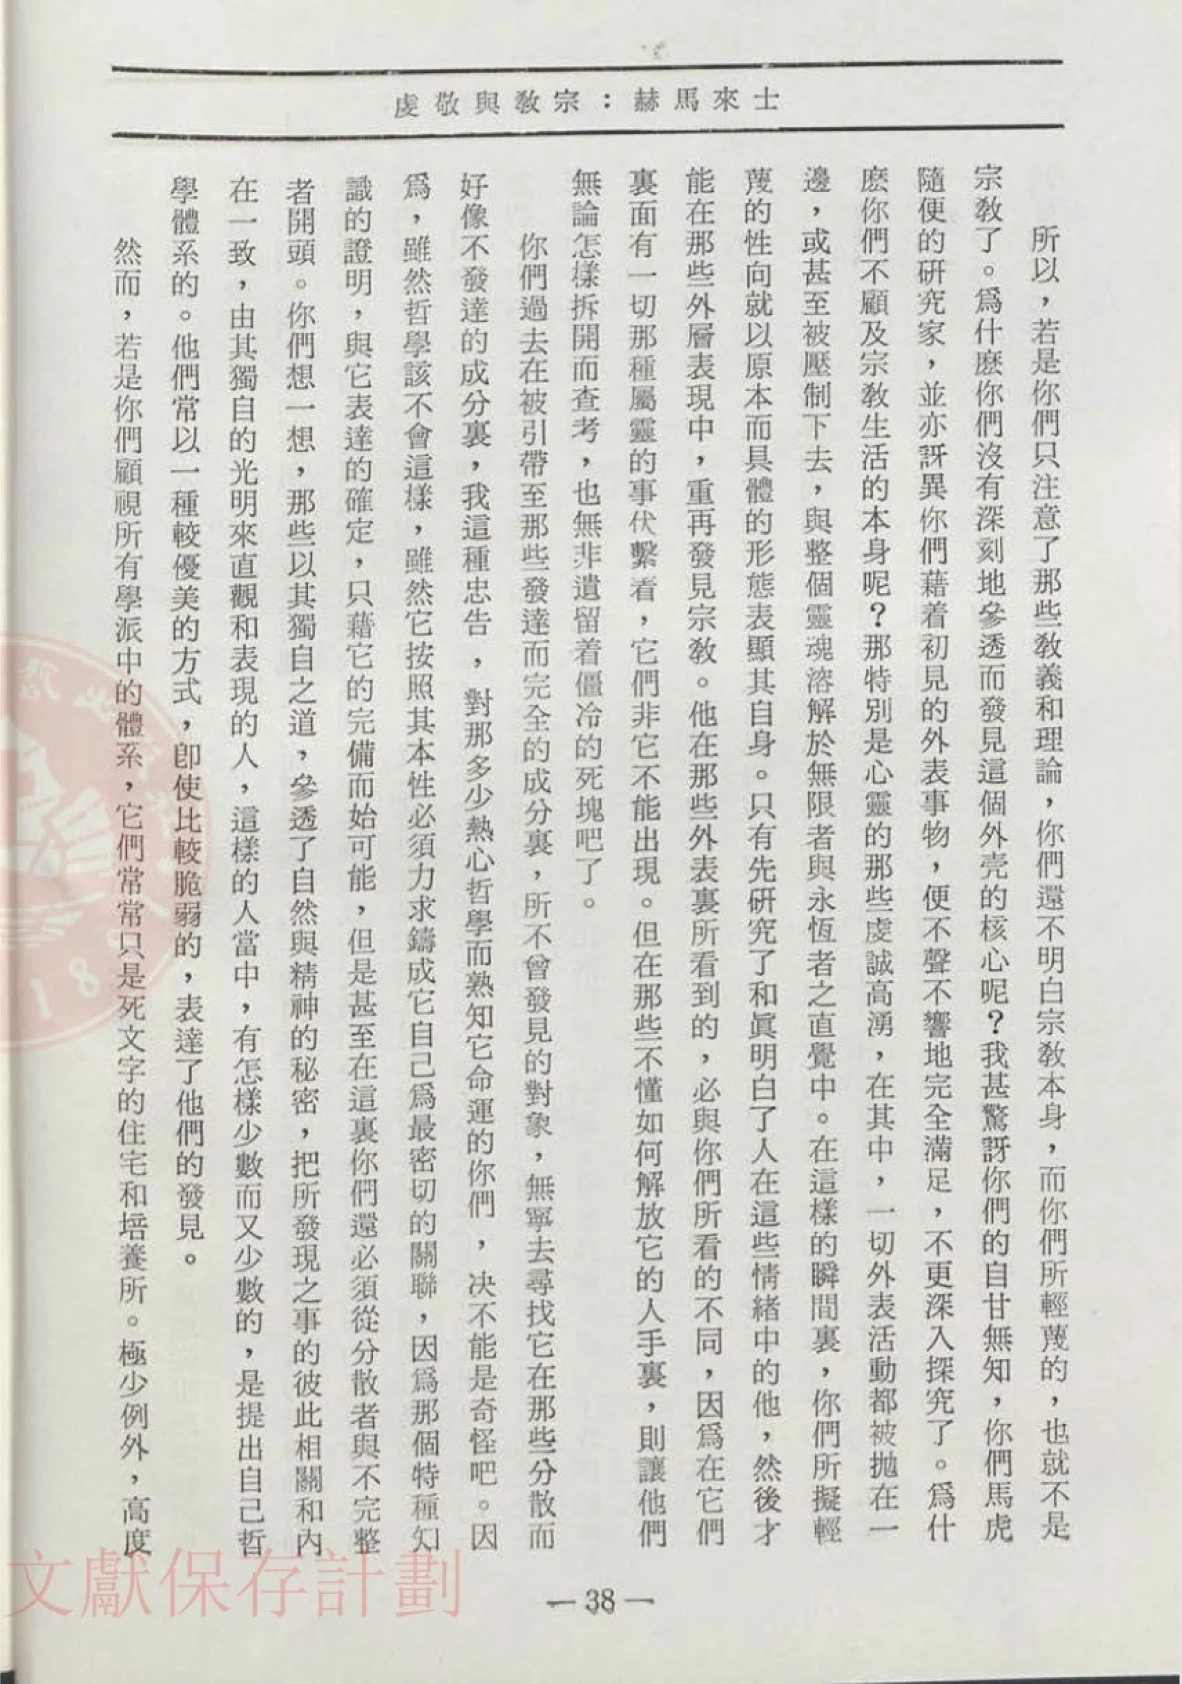 士來馬赫：宗教與敬虔
所以，若是你們只注意了那些教義和理論，你們還不明白宗教本身，而你們所輕蔑的，也就不是
宗教了。爲什麽你們沒有深刻地參透而發見這個外壳的核心呢？我甚驚訝你們的自甘無知，你們馬虎
隨便的研究家，並亦訝異你們藉着初見的外表事物，便不聲不響地完全滿足，不更深入探究了。爲什
麽你們不顧及宗教生活的本身呢？那特別是心靈的那些虔誠高湧，在其中，一切外表活動都被抛在一
邊，或甚至被壓制下去，與整個靈魂溶解於無限者與永恆者之直覺中。在這樣的瞬間裏，你們所擬輕
蔑的性向就以原本而具體的形態表顯其自身。只有先研究了和眞明白了人在這些情緒中的他，然後才
能在那些外層表現中，重再發見宗教。他在那些外表裏所看到的，必與你們所看的不同，因爲在它們
裏面有一切那種屬靈的事伏繫着，它們非它不能出現。但在那些不懂如何解放它的人手裏，則讓他們
無論怎樣拆開而查考，也無非遺留着僵冷的死塊吧了。
你們過去在被引帶至那些發達而完全的成分裏，所不曾發見的對象，無寧去尋找它在那些分散而
好像不發達的成分裏，我這種忠告，對那多少熱心哲學而熟知它命運的你們，决不能是奇怪吧。因
爲，雖然哲學該不會這樣，雖然它按照其本性必須力求鑄成它自己爲最密切的關聯，因爲那個特種知
識的證明，與它表達的確定，只藉它的完備而始可能，但是甚至在這裏你們還必須從分散者與不完整
者開頭。你們想一想，那些以其獨自之道，參透了自然與精神的秘密，把所發現之事的彼此相關和內
在一致，由其獨自的光明來直觀和表現的人，這樣的人當中，有怎樣少數而又少數的，是提出自己哲
學體系的。他們常以一種較優美的方式，卽使比較脆弱的，表達了他們的發見。
然而，若是你們顧視所有學派中的體系，它們常常只是死文字的住宅和培養所。極少例外，高度
—38—
文獻保存計劃